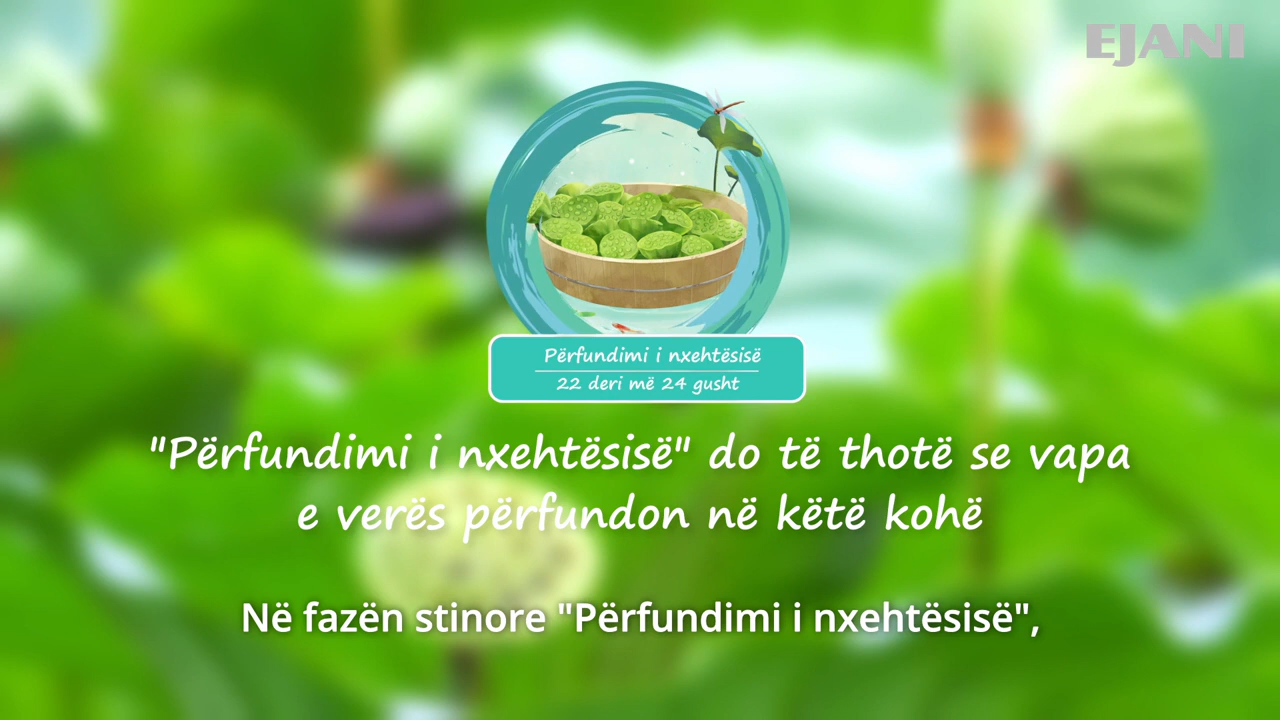 EJANI
Përfundimi i nxehtësisë
22 deri më 24 gusht
"Përfundimi i nxehtësisë" do të thotë se vapa
e verës përfundon në këtë kohë
Në fazën stinore "Përfundimi i nxehtësisë",